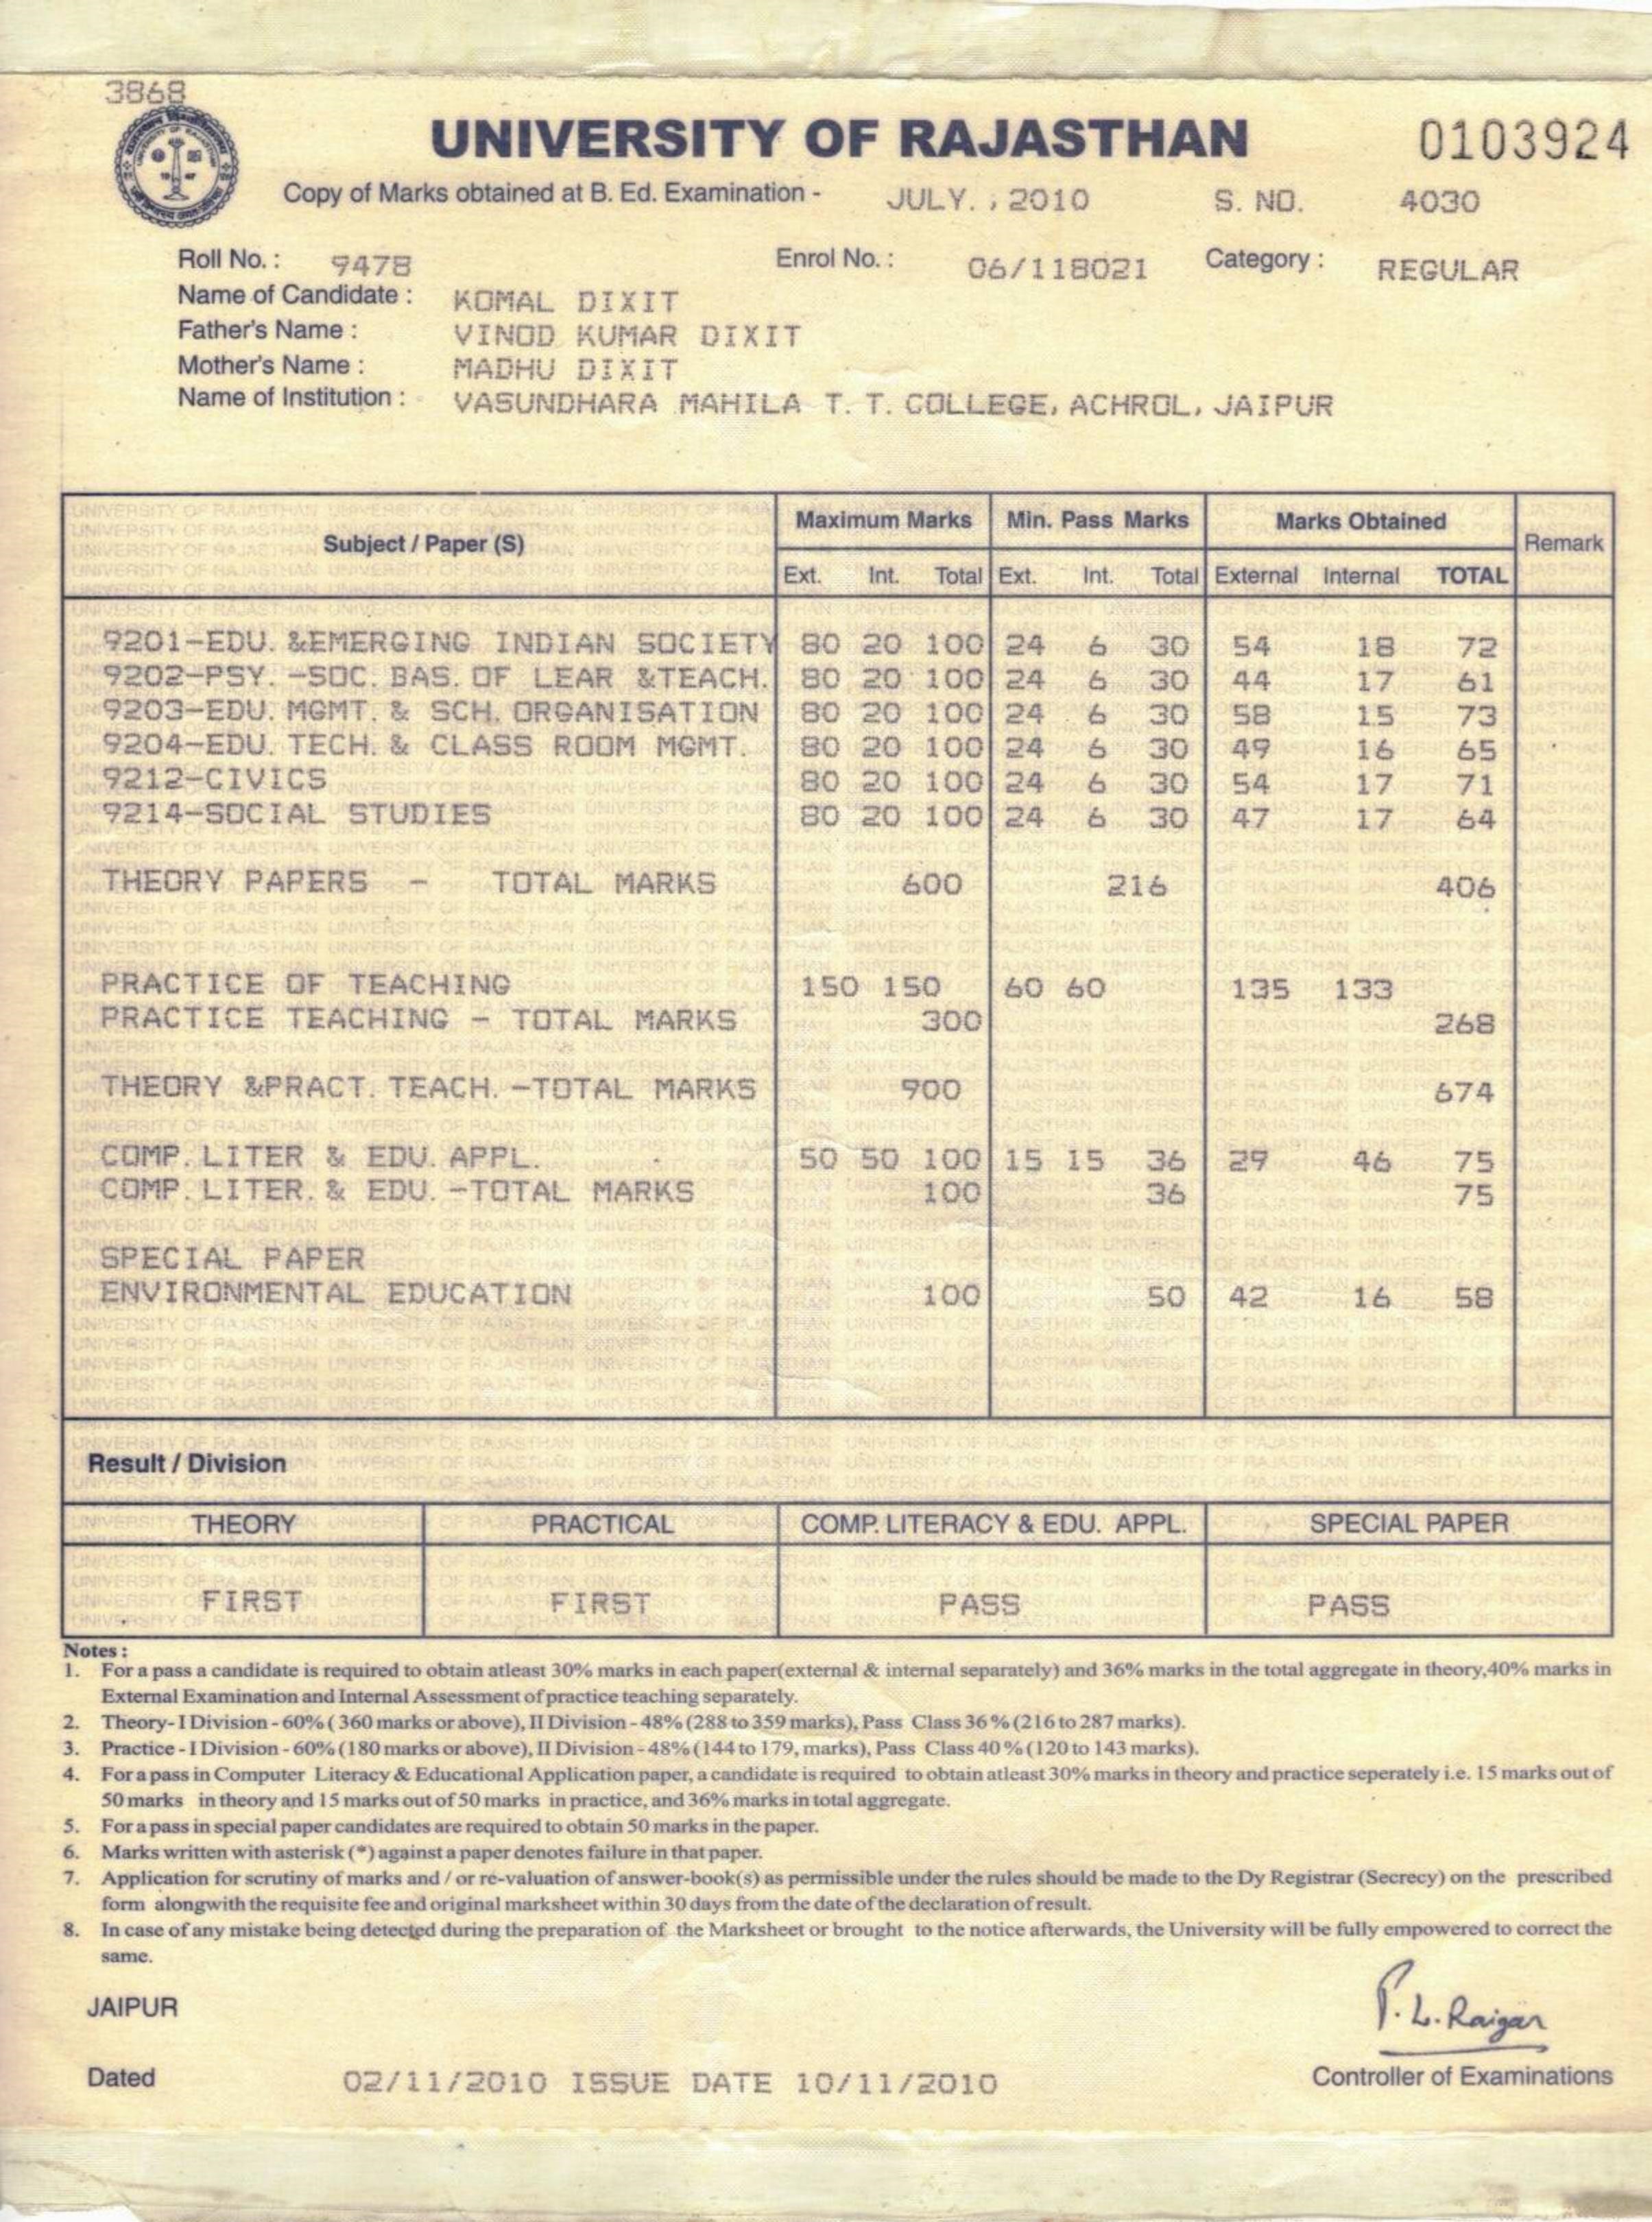 3868
UNIVERSITY OF RAJASTHAN 0103924
Copy of Marks obtained at B. Ed. Examination - JULY. , 2010 S. NO. 4030
Roll No. : 9478 Enrol No. : 06/118021 Category : REGULAR
Name of Candidate : KOMAL DIXIT
Father's Name : VINOD KUMAR DIXIT
Mother's Name : MADHU DIXIT
Name of Institution : VASUNDHARA MAHILA T. T. COLLEGE, ACHROL, JAIPUR
Subject / Paper (S) Maximum Marks Min. Pass Marks Marks Obtained Remark
Ext. Int. Total Ext. Int. Total External Internal TOTAL
9201-EDU. &EMERGING INDIAN SOCIETY 80 20 100 24 6 30 54 18 72
9202-PSY. -SOC. BAS. OF LEAR &TEACH. 80 20 100 24 6 30 44 17 61
9203-EDU. MGMT. & SCH. ORGANISATION 80 20 100 24 6 30 58 15 73
9204-EDU. TECH. & CLASS ROOM MGMT. 80 20 100 24 6 30 49 16 65
9212-CIVICS 80 20 100 24 6 30 54 17 71
9214-SOCIAL STUDIES 80 20 100 24 6 30 47 17 64
THEORY PAPERS - TOTAL MARKS 600 216 406
PRACTICE OF TEACHING 150 150 60 60 135 133
PRACTICE TEACHING - TOTAL MARKS 300 268
THEORY &PRACT. TEACH. -TOTAL MARKS 900 674
COMP. LITER & EDU. APPL. 50 50 100 15 15 36 29 46 75
COMP. LITER. & EDU. -TOTAL MARKS 100 36 75
SPECIAL PAPER
ENVIRONMENTAL EDUCATION 100 50 42 16 58
Result / Division
THEORY PRACTICAL COMP. LITERACY & EDU. APPL. SPECIAL PAPER
FIRST FIRST PASS PASS
Notes :
1. For a pass a candidate is required to obtain atleast 30% marks in each paper(external & internal separately) and 36% marks in the total aggregate in theory,40% marks in
External Examination and Internal Assessment of practice teaching separately.
2. Theory- I Division - 60% ( 360 marks or above), II Division - 48% (288 to 359 marks), Pass Class 36 % (216 to 287 marks).
3. Practice - I Division - 60% (180 marks or above), II Division - 48% (144 to 179, marks), Pass Class 40 % (120 to 143 marks).
4. For a pass in Computer Literacy & Educational Application paper, a candidate is required to obtain atleast 30% marks in theory and practice seperately i.e. 15 marks out of
50 marks in theory and 15 marks out of 50 marks in practice, and 36% marks in total aggregate.
5. For a pass in special paper candidates are required to obtain 50 marks in the paper.
6. Marks written with asterisk (*) against a paper denotes failure in that paper.
7. Application for scrutiny of marks and / or re-valuation of answer-book(s) as permissible under the rules should be made to the Dy Registrar (Secrecy) on the prescribed
form alongwith the requisite fee and original marksheet within 30 days from the date of the declaration of result.
8. In case of any mistake being detected during the preparation of the Marksheet or brought to the notice afterwards, the University will be fully empowered to correct the
same.
JAIPUR
P. L. Raigar
Dated 02/11/2010 ISSUE DATE 10/11/2010 Controller of Examinations